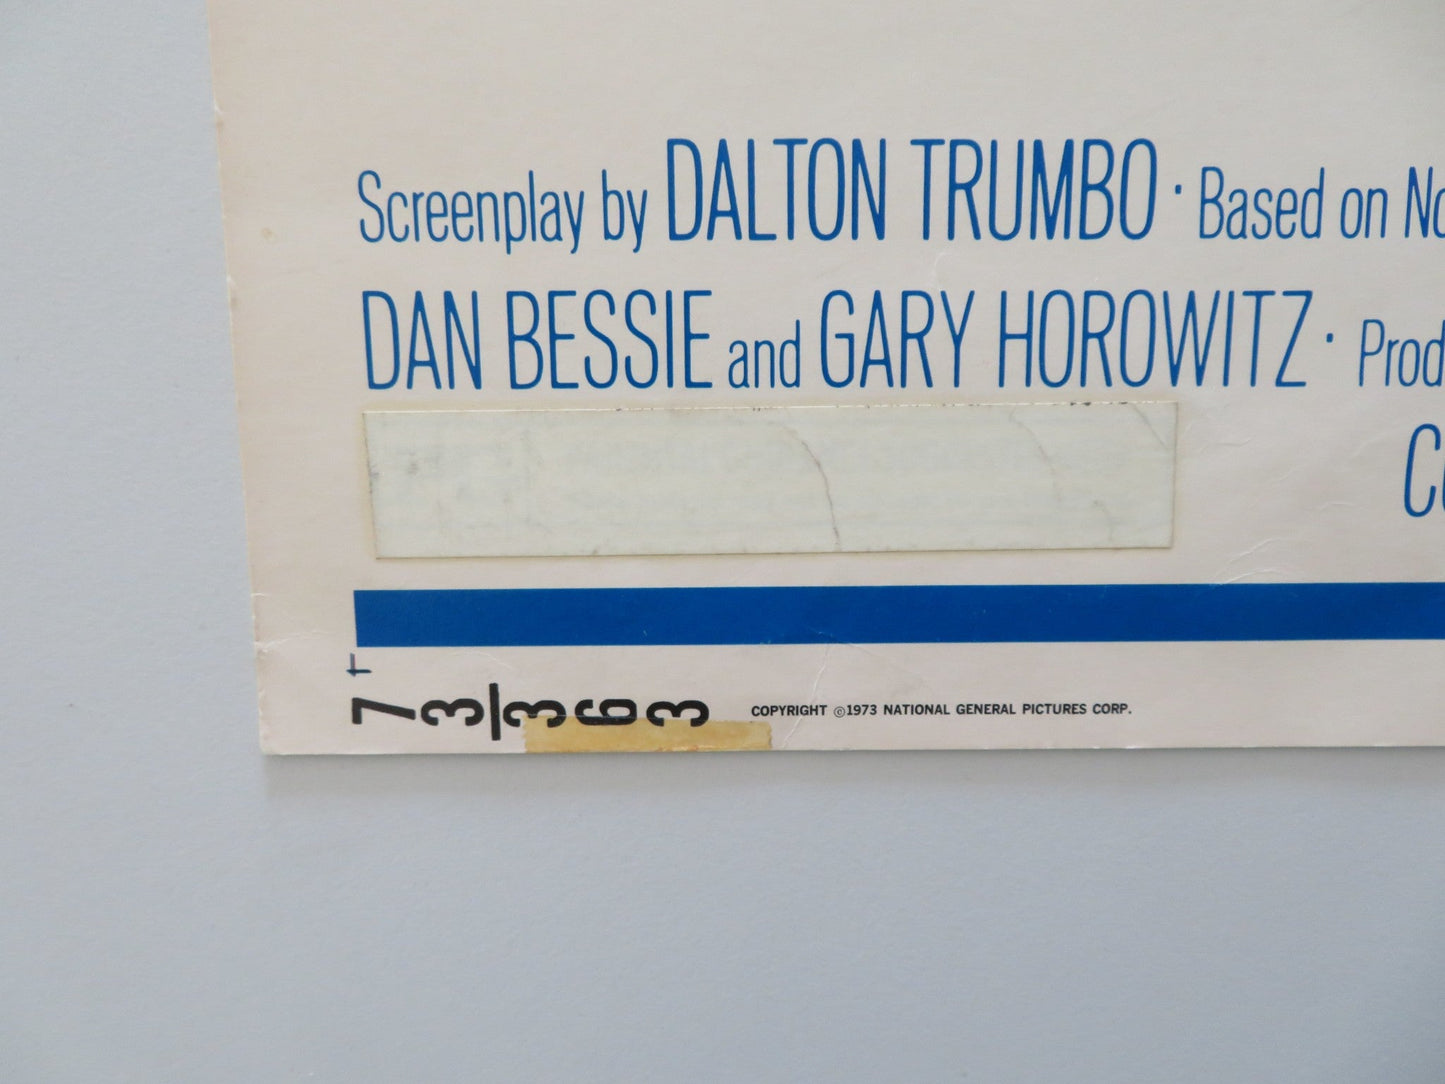 Screenplay by DALTON TRUMBO · Based on No
DAN BESSIE and GARY HOROWITZ · Prod
73/363
COPYRIGHT ©1973 NATIONAL GENERAL PICTURES CORP.